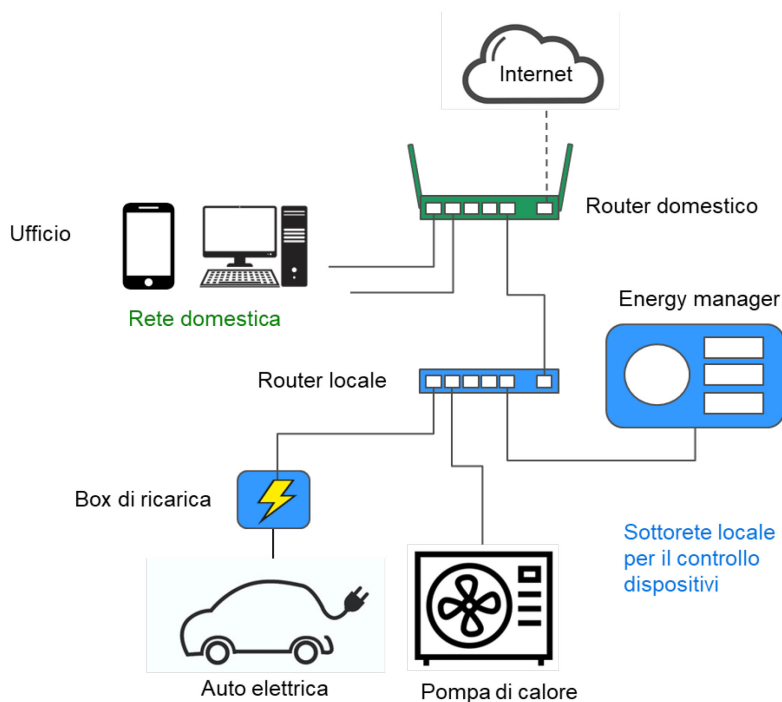 Internet
Router domestico
Ufficio
Rete domestica
Energy manager
Router locale
Box di ricarica
Sottorete locale
per il controllo
dispositivi
Auto elettrica
Pompa di calore